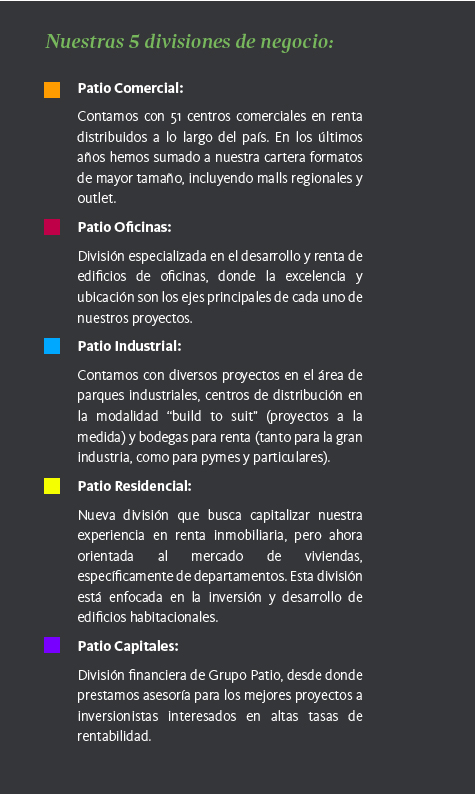 Nuestras 5 divisiones de negocio:
Patio Comercial:
Contamos con 51 centros comerciales en renta
distribuidos a lo largo del país. En los últimos
años hemos sumado a nuestra cartera formatos
de mayor tamaño, incluyendo malls regionales y
outlet.
Patio Oficinas:
División especializada en el desarrollo y renta de
edificios de oficinas, donde la excelencia y
ubicación son los ejes principales de cada uno de
nuestros proyectos.
Patio Industrial:
Contamos con diversos proyectos en el área de
parques industriales, centros de distribución en
la modalidad “build to suit” (proyectos a la
medida) y bodegas para renta (tanto para la gran
industria, como para pymes y particulares).
Patio Residencial:
Nueva división que busca capitalizar nuestra
experiencia en renta inmobiliaria, pero ahora
orientada al mercado de viviendas,
específicamente de departamentos. Esta división
está enfocada en la inversión y desarrollo de
edificios habitacionales.
Patio Capitales:
División financiera de Grupo Patio, desde donde
prestamos asesoría para los mejores proyectos a
inversionistas interesados en altas tasas de
rentabilidad.